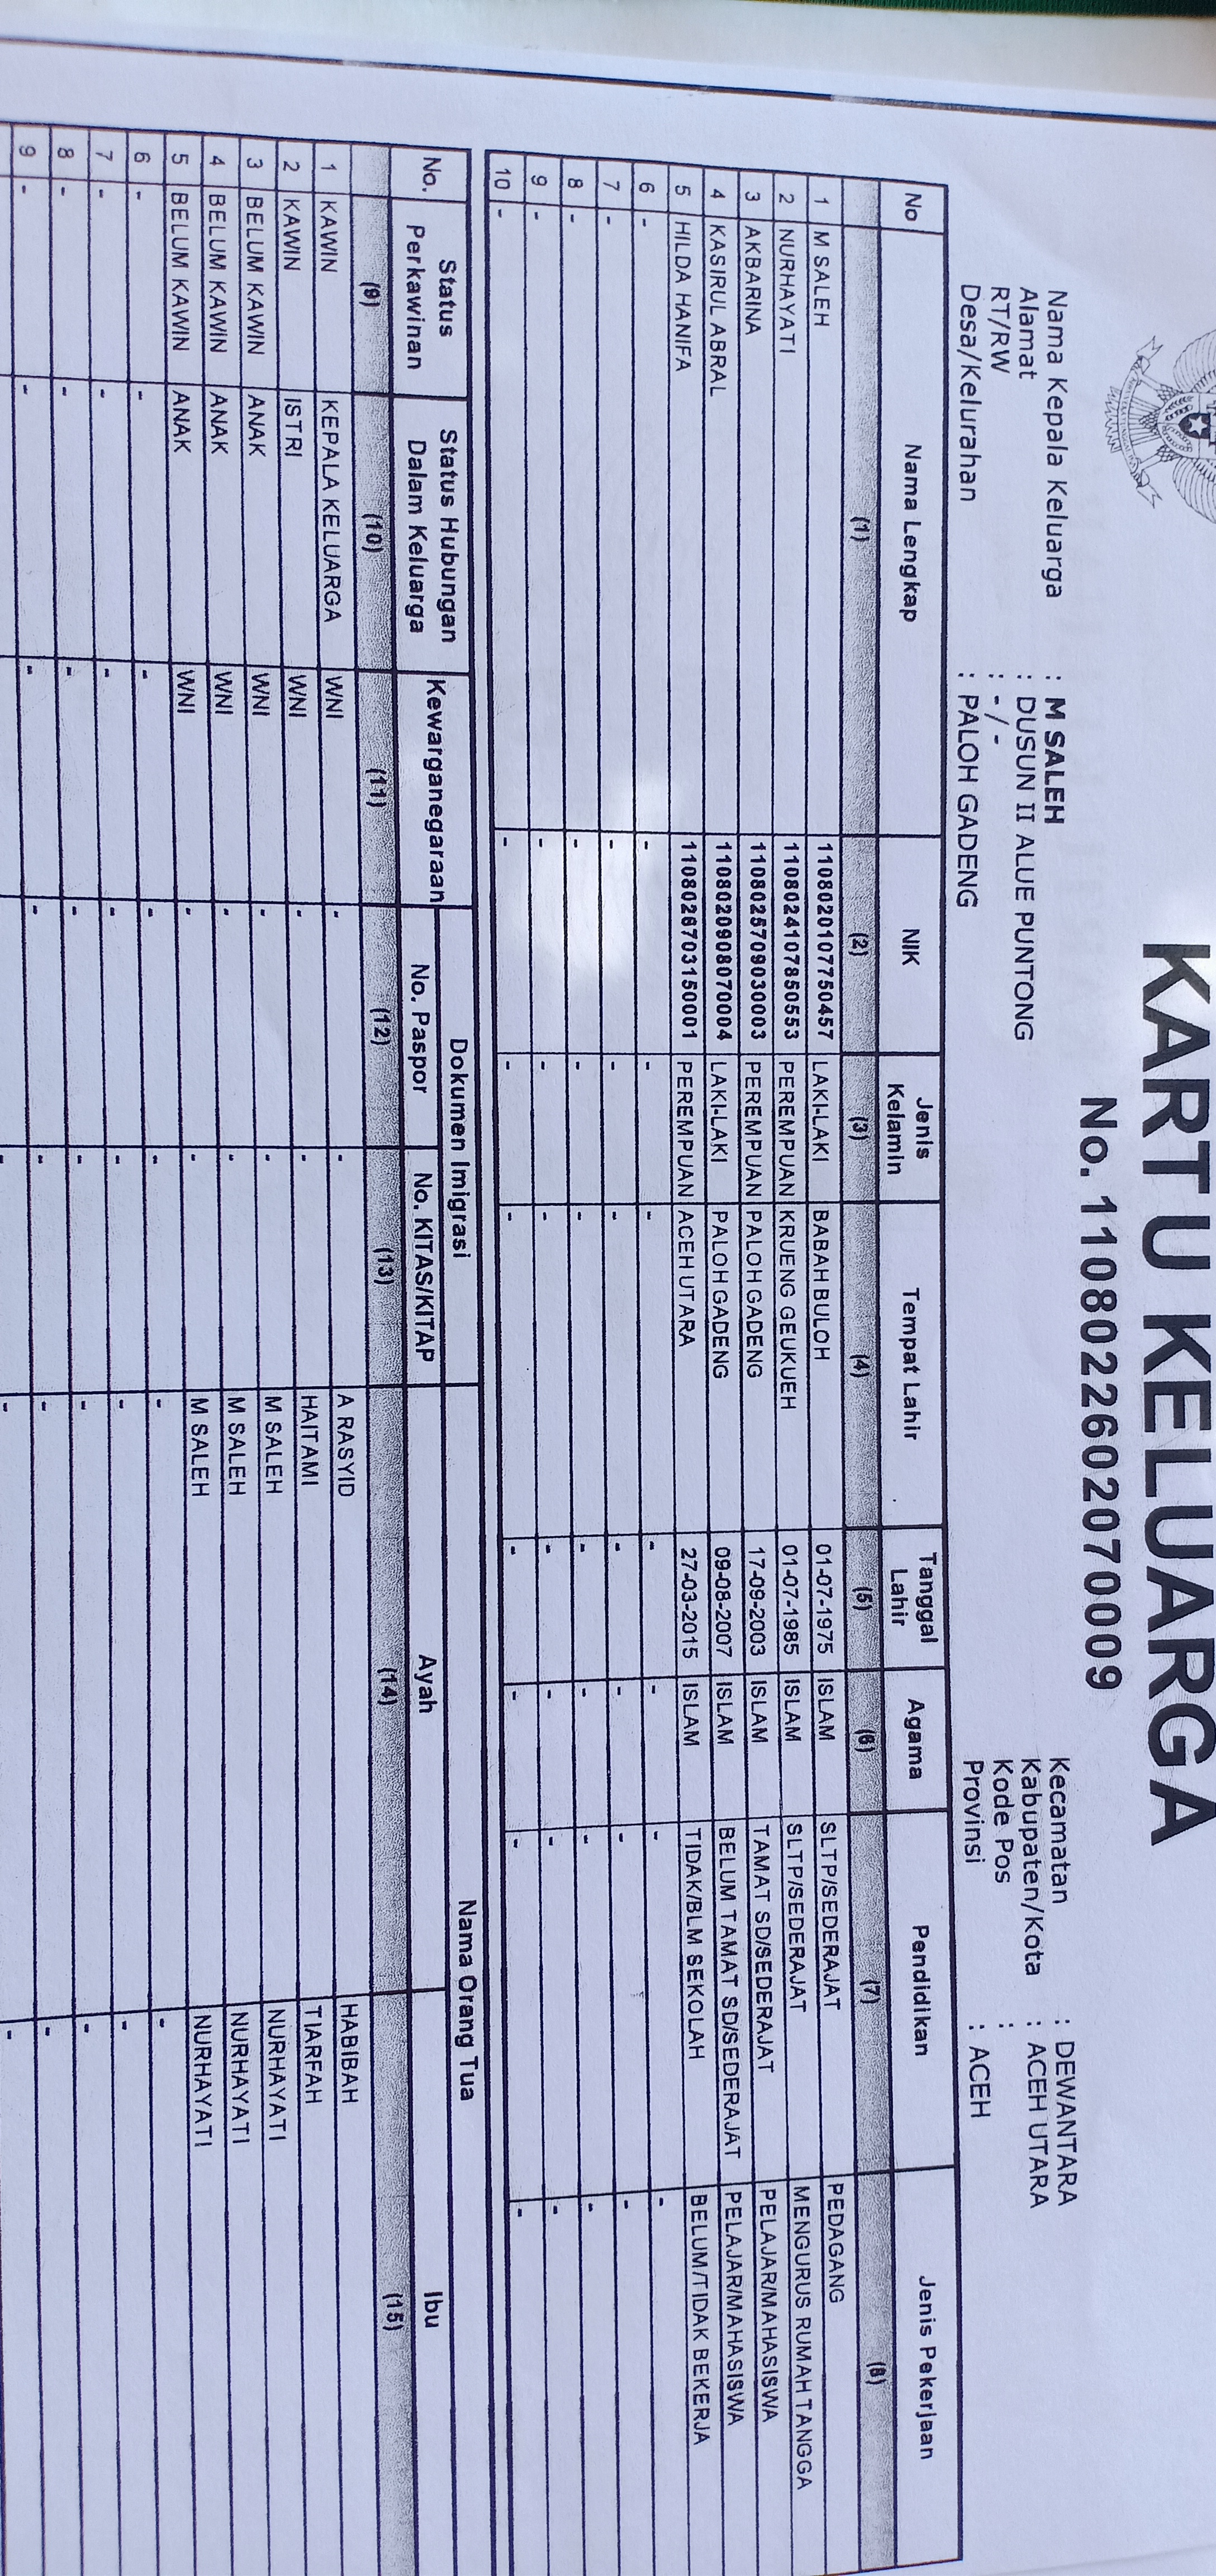 KARTU KELUARGA
No. 1108022602070009
Nama Kepala Keluarga : M SALEH
Alamat : DUSUN II ALUE PUNTONG
RT/RW : - / -
Desa/Kelurahan : PALOH GADENG
Kecamatan : DEWANTARA
Kabupaten/Kota : ACEH UTARA
Kode Pos :
Provinsi : ACEH
No Nama Lengkap NIK Jenis Kelamin Tempat Lahir Tanggal Lahir Agama Pendidikan Jenis Pekerjaan
(1) (2) (3) (4) (5) (6) (7) (8)
1 M SALEH 1108020107750457 LAKI-LAKI BABAH BULOH 01-07-1975 ISLAM SLTP/SEDERAJAT PEDAGANG
2 NURHAYATI 1108024107850553 PEREMPUAN KRUENG GEUKUEH 01-07-1985 ISLAM SLTP/SEDERAJAT MENGURUS RUMAH TANGGA
3 AKBARINA 1108025709030003 PEREMPUAN PALOH GADENG 17-09-2003 ISLAM TAMAT SD/SEDERAJAT PELAJAR/MAHASISWA
4 KASIRUL ABRAL 1108020908070004 LAKI-LAKI PALOH GADENG 09-08-2007 ISLAM BELUM TAMAT SD/SEDERAJAT PELAJAR/MAHASISWA
5 HILDA HANIFA 1108026703150001 PEREMPUAN ACEH UTARA 27-03-2015 ISLAM TIDAK/BLM SEKOLAH BELUM/TIDAK BEKERJA
6 - - - - - - - -
7 - - - - - - - -
8 - - - - - - - -
9 - - - - - - - -
10 - - - - - - - -
No. Status Perkawinan Status Hubungan Dalam Keluarga Kewarganegaraan Dokumen Imigrasi Nama Orang Tua
No. Paspor No. KITAS/KITAP Ayah Ibu
(9) (10) (11) (12) (13) (14) (15)
1 KAWIN KEPALA KELUARGA WNI - - A RASYID HABIBAH
2 KAWIN ISTRI WNI - - HAITAMI TIARFAH
3 BELUM KAWIN ANAK WNI - - M SALEH NURHAYATI
4 BELUM KAWIN ANAK WNI - - M SALEH NURHAYATI
5 BELUM KAWIN ANAK WNI - - M SALEH NURHAYATI
6 - - - - - - -
7 - - - - - - -
8 - - - - - - -
9 - - - - - - -